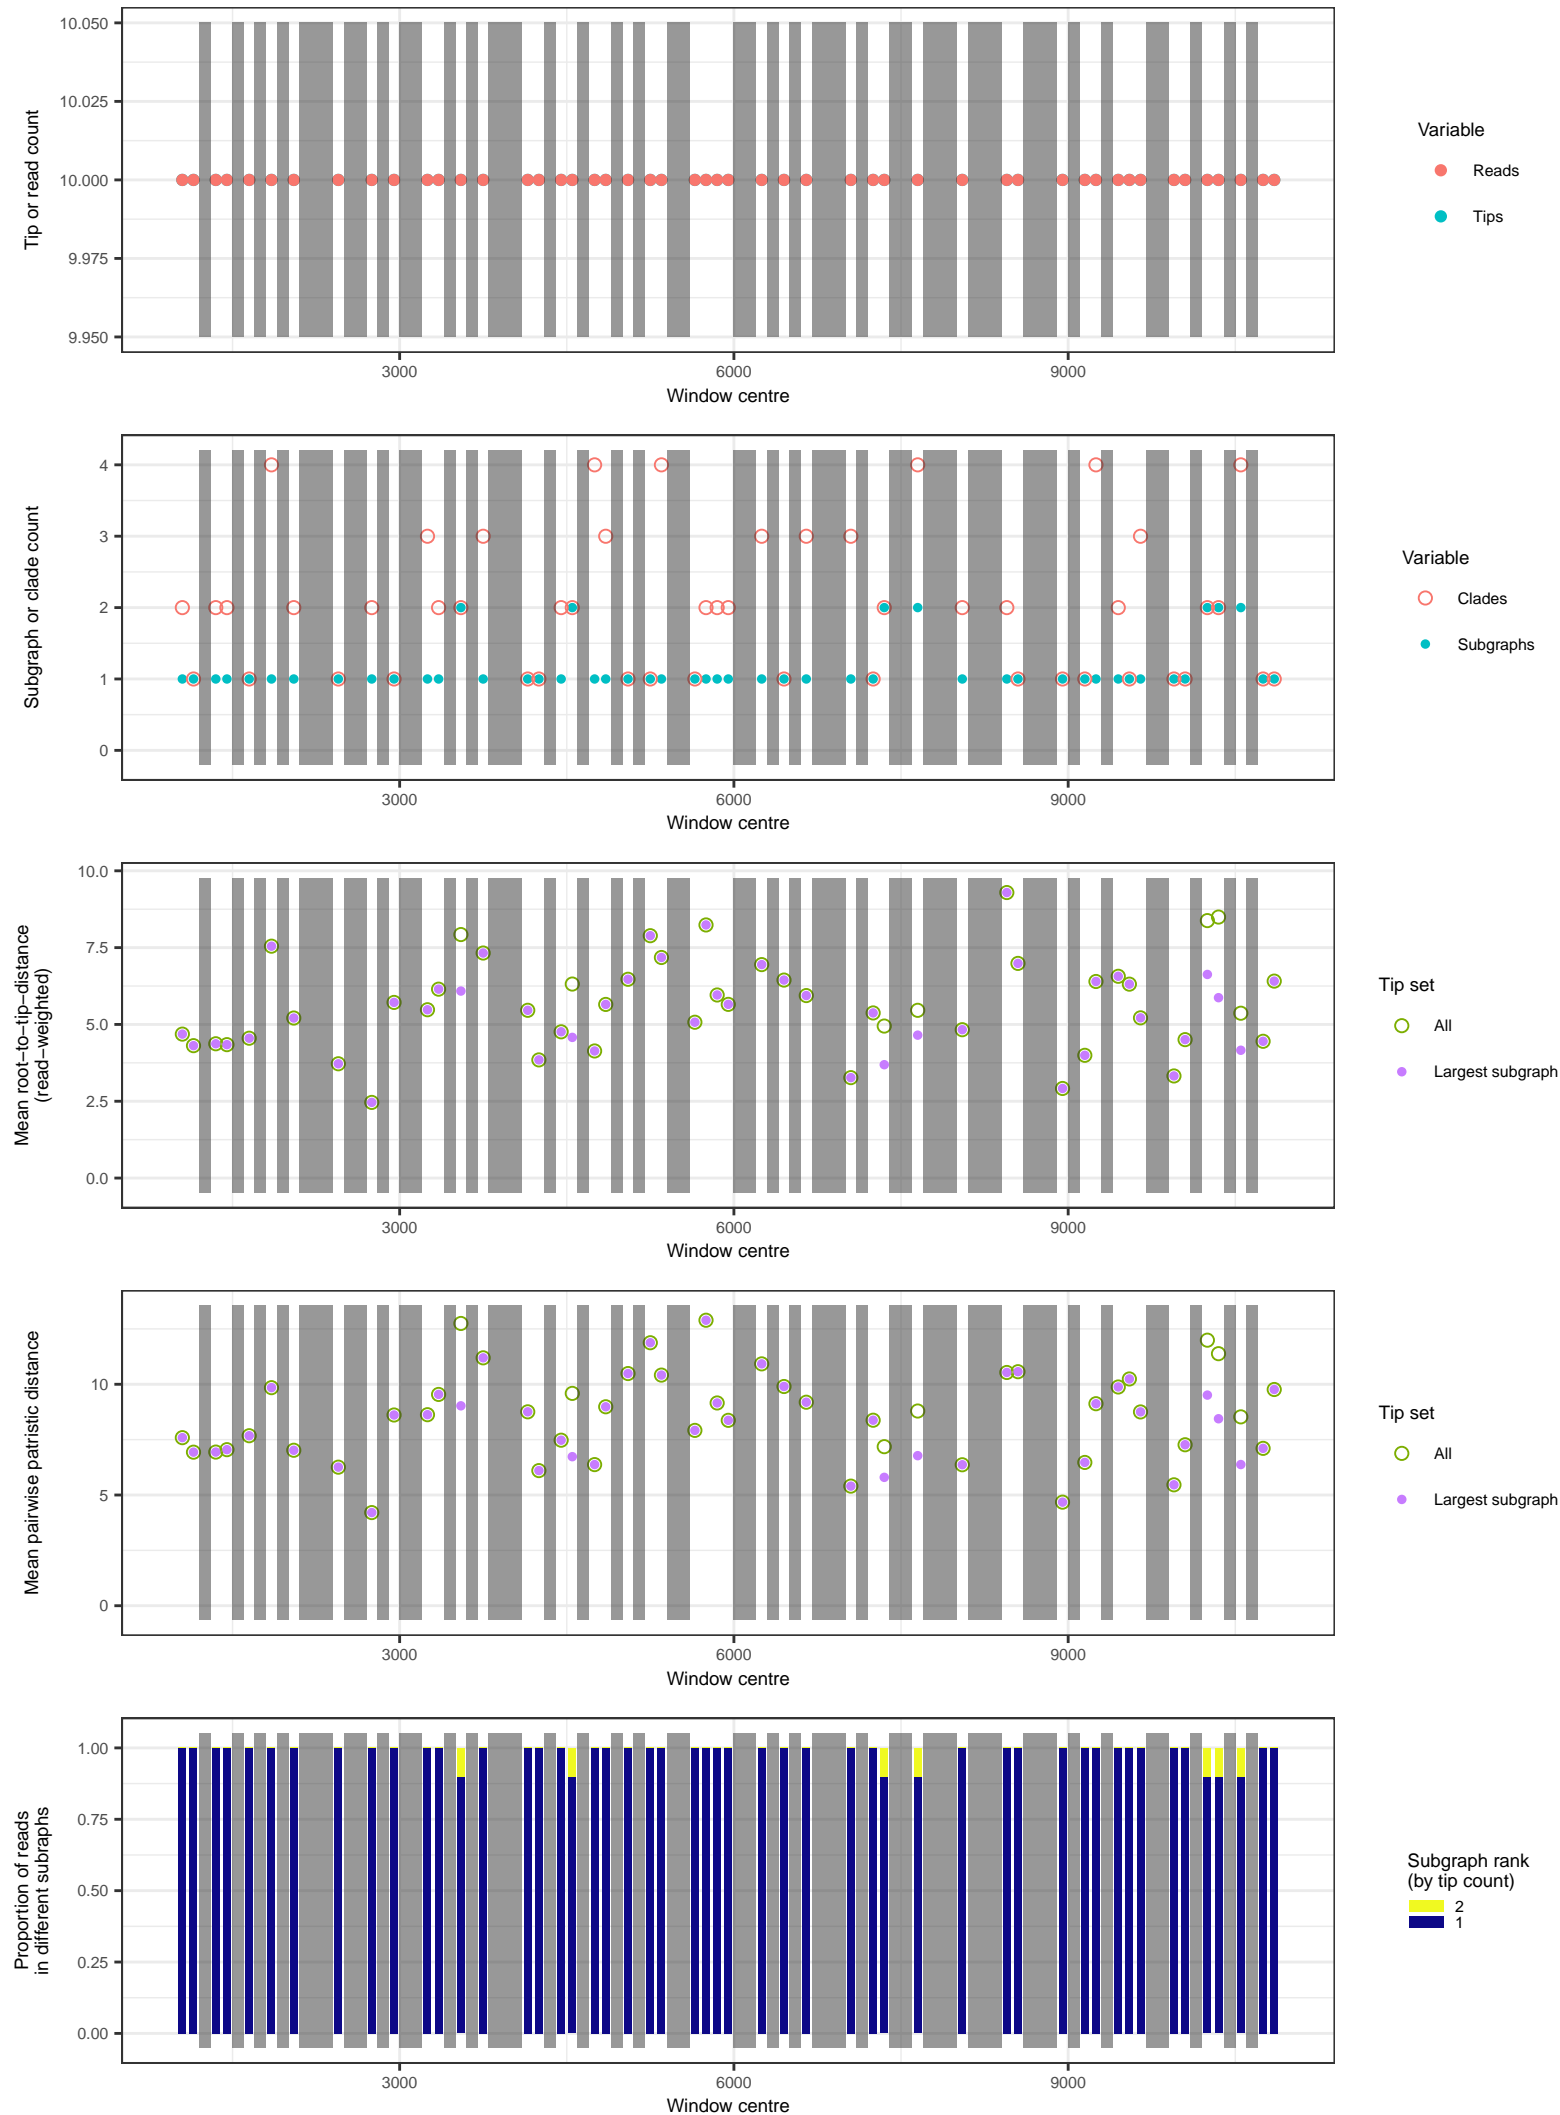 10.050
10.025
10.000
9.975
9.950
Tip or read count
3000
6000
9000
Window centre
Variable
Reads
Tips
4
3
2
1
0
Subgraph or clade count
3000
6000
9000
Window centre
Variable
Clades
Subgraphs
10.0
7.5
5.0
2.5
0.0
Mean root−to−tip−distance
(read−weighted)
3000
6000
9000
Window centre
Tip set
All
Largest subgraph
10
5
0
Mean pairwise patristic distance
3000
6000
9000
Window centre
Tip set
All
Largest subgraph
1.00
0.75
0.50
0.25
0.00
Proportion of reads
in different subraphs
3000
6000
9000
Window centre
Subgraph rank
(by tip count)
2
1